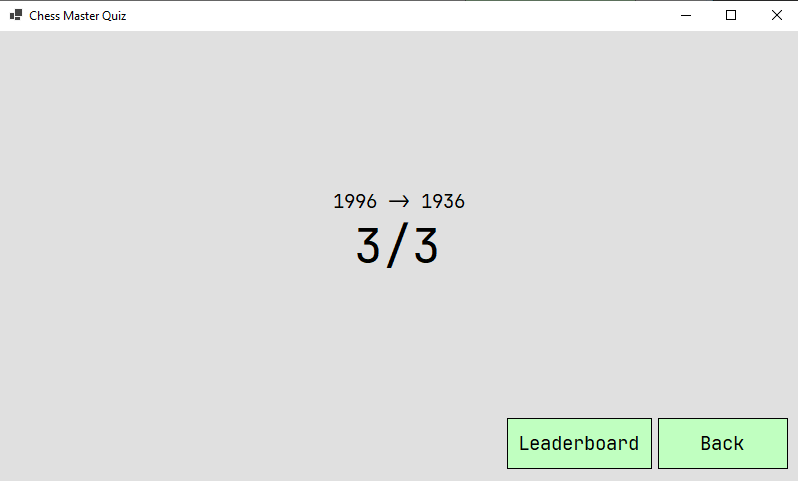 Chess Master Quiz
1996 → 1936
3/3
Leaderboard
Back